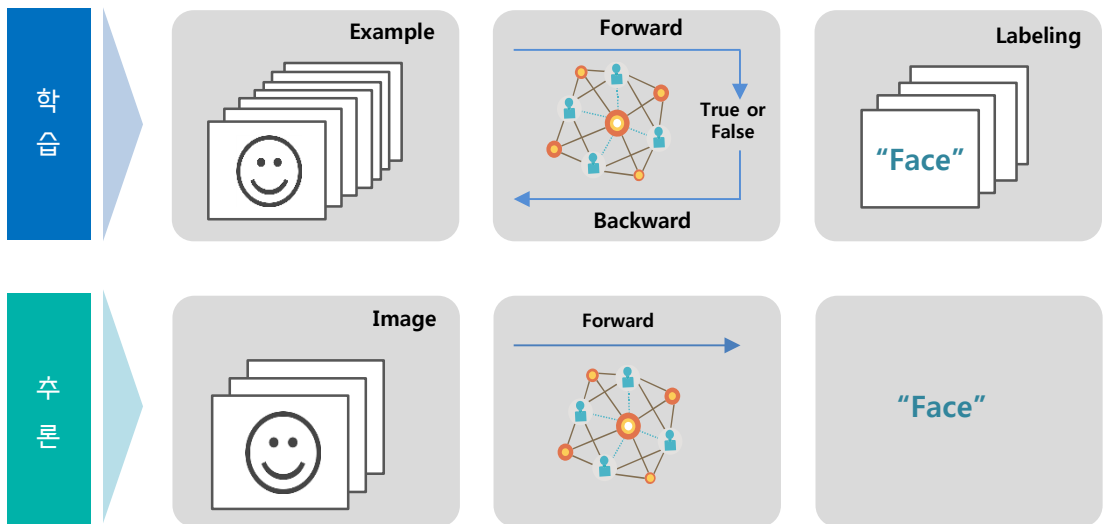 학
습
Example
Forward
True or
False
Backward
Labeling
“Face”
추
론
Image
Forward
“Face”